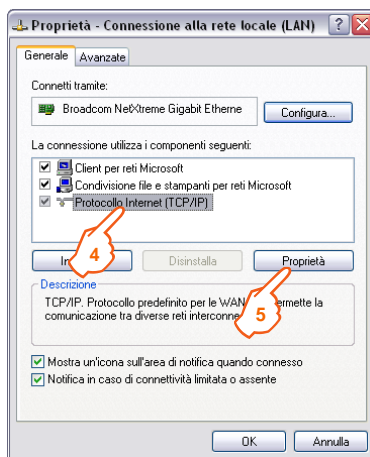 Proprietà - Connessione alla rete locale (LAN)
Generale Avanzate
Connetti tramite:
Broadcom NetXtreme Gigabit Etherne
Configura...
La connessione utilizza i componenti seguenti:
Client per reti Microsoft
Condivisione file e stampanti per reti Microsoft
Protocollo Internet (TCP/IP)
4
Disinstalla Proprietà
Descrizione
TCP/IP. Protocollo predefinito per le WAN ermette la
comunicazione tra diverse reti interconne
5
Mostra un'icona sull'area di notifica quando connesso
Notifica in caso di connettività limitata o assente
OK Annulla